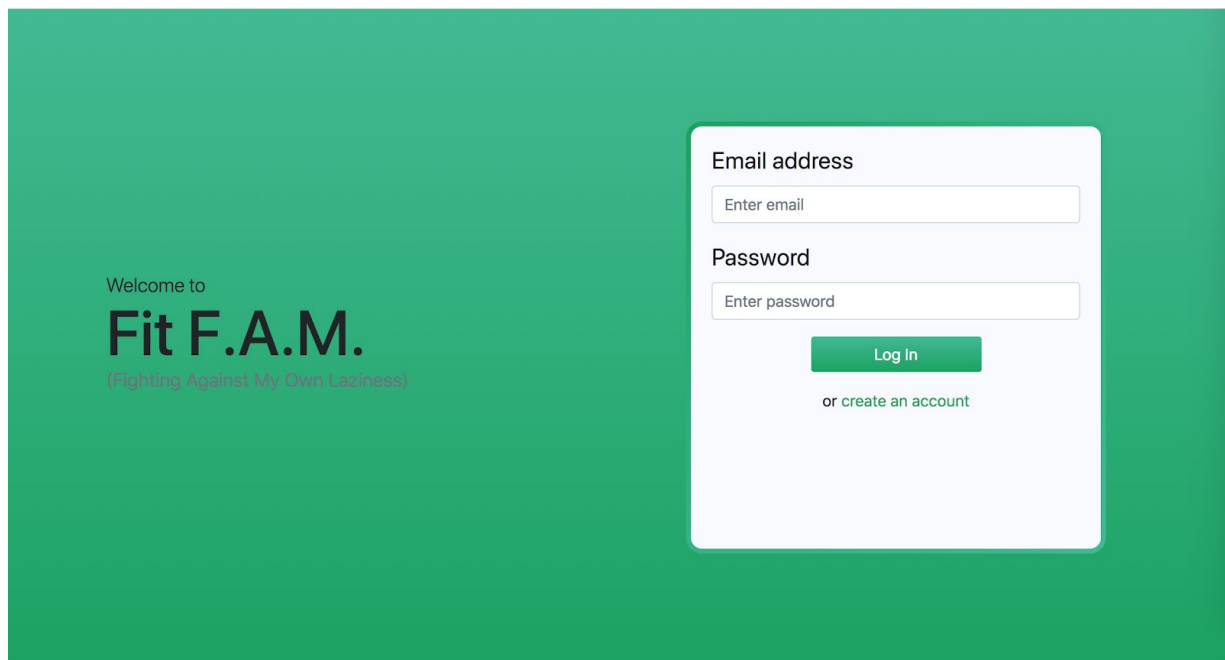 Welcome to
Fit F.A.M.
(Fighting Against My Own Laziness)
Email address
Enter email
Password
Enter password
Log In
or create an account